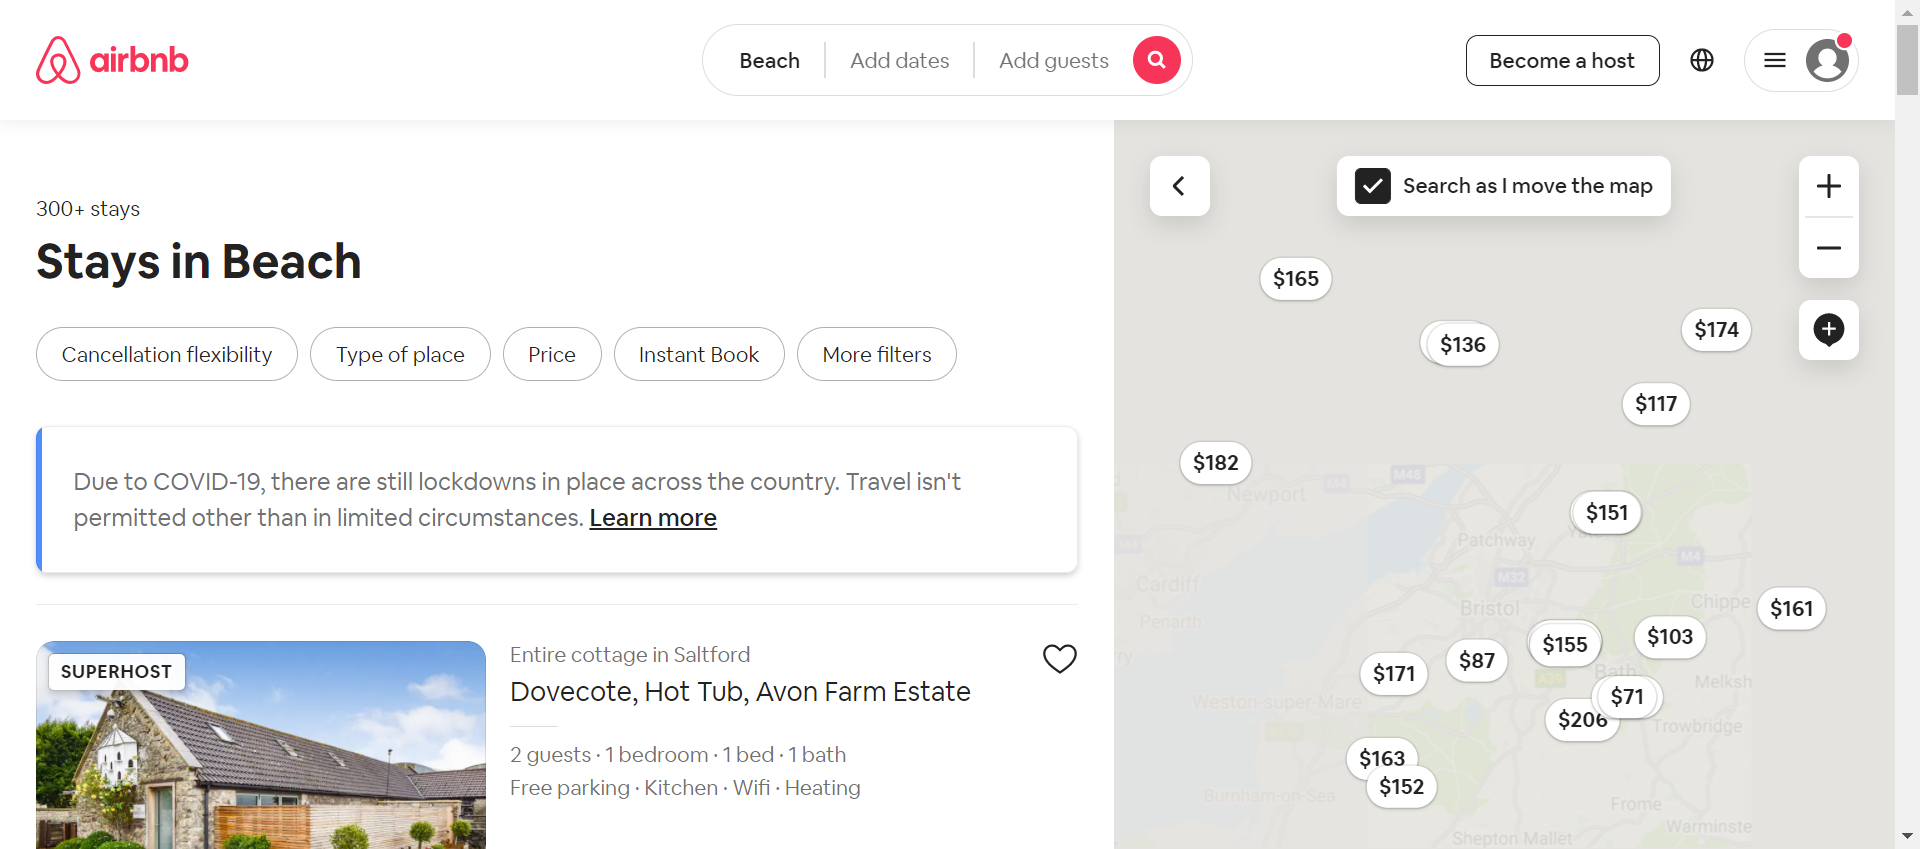 airbnb
Beach
Add dates
Add guests
Become a host
300+ stays
Stays in Beach
Cancellation flexibility
Type of place
Price
Instant Book
More filters
Due to COVID-19, there are still lockdowns in place across the country. Travel isn't
permitted other than in limited circumstances. Learn more
SUPERHOST
Entire cottage in Saltford
Dovecote, Hot Tub, Avon Farm Estate
2 guests · 1 bedroom · 1 bed · 1 bath
Free parking · Kitchen · Wifi · Heating
Search as I move the map
$165
$136
$174
$117
$182
Newport
M4
M48
$151
Patchway
M4
M4
Cardiff
M32
Bristol
Chippe
$161
Penarth
$155
$103
$87
Bath
$171
A39
Melksh
Weston-super-Mare
$71
$206
Trowbridge
$163
$152
Burnham-on-Sea
Frome
Warminste
Shepton Mallet